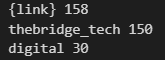 {link} 158
thebridge_tech 150
digital 30